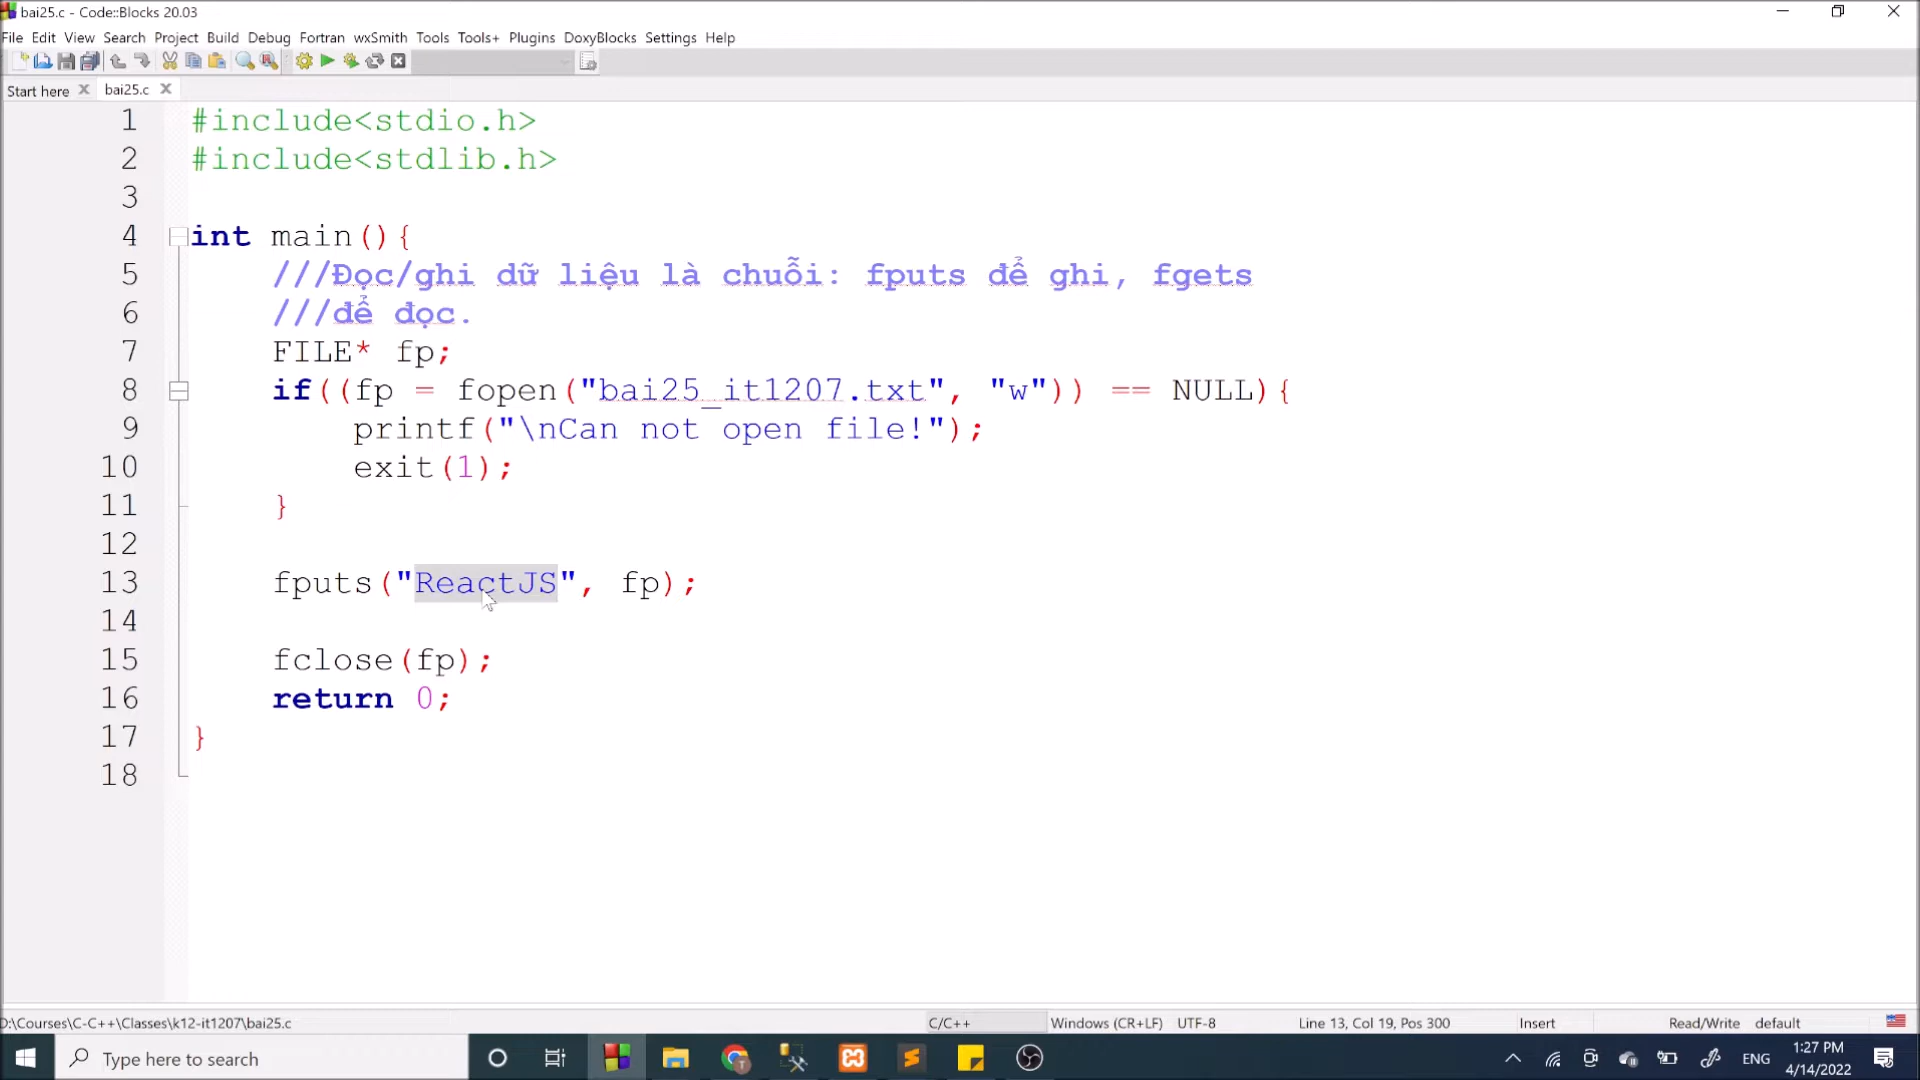 bai25.c - Code::Blocks 20.03
File Edit View Search Project Build Debug Fortran wxSmith Tools Tools+ Plugins DoxyBlocks Settings Help
Start here bai25.c
1 #include<stdio.h>
2 #include<stdlib.h>
3
4 int main(){
5 ///Đọc/ghi dữ liệu là chuỗi: fputs để ghi, fgets
6 ///để đọc.
7 FILE* fp;
8 if((fp = fopen("bai25_it1207.txt", "w")) == NULL){
9 printf("\nCan not open file!");
10 exit(1);
11 }
12
13 fputs("ReactJS", fp);
14
15 fclose(fp);
16 return 0;
17 }
18
D:\Courses\C-C++\Classes\k12-it1207\bai25.c C/C++ Windows (CR+LF) UTF-8 Line 13, Col 19, Pos 300 Insert Read/Write default
Type here to search ENG 1:27 PM
4/14/2022